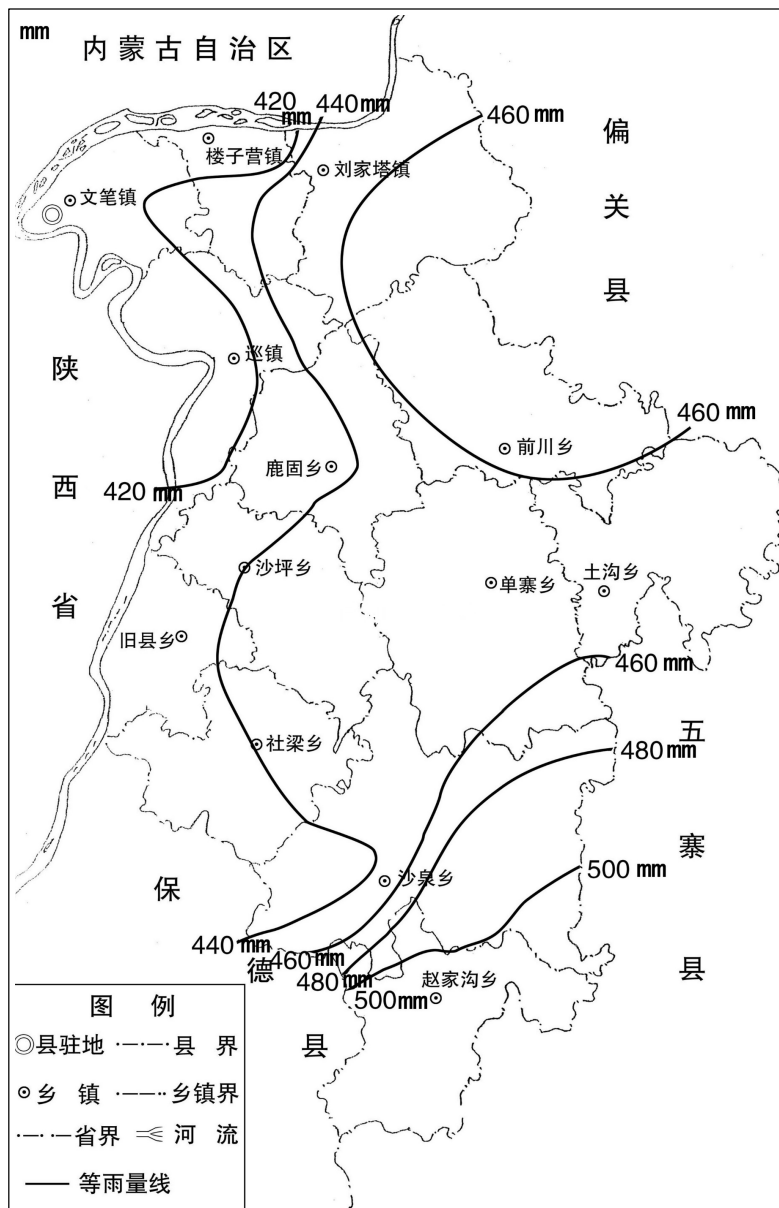 mm
内蒙古自治区
420
mm
440mm
460mm
偏
关
县
楼子营镇
刘家塔镇
文笔镇
陕
西
省
巡镇
460mm
前川乡
鹿固乡
420mm
沙坪乡
单寨乡
土沟乡
旧县乡
460mm
社梁乡
五
寨
县
480mm
沙泉乡
500mm
保
德
县
440mm
460mm
480mm
500mm
赵家沟乡
图 例
县驻地 县 界
乡 镇 乡镇界
省界 河 流
等雨量线